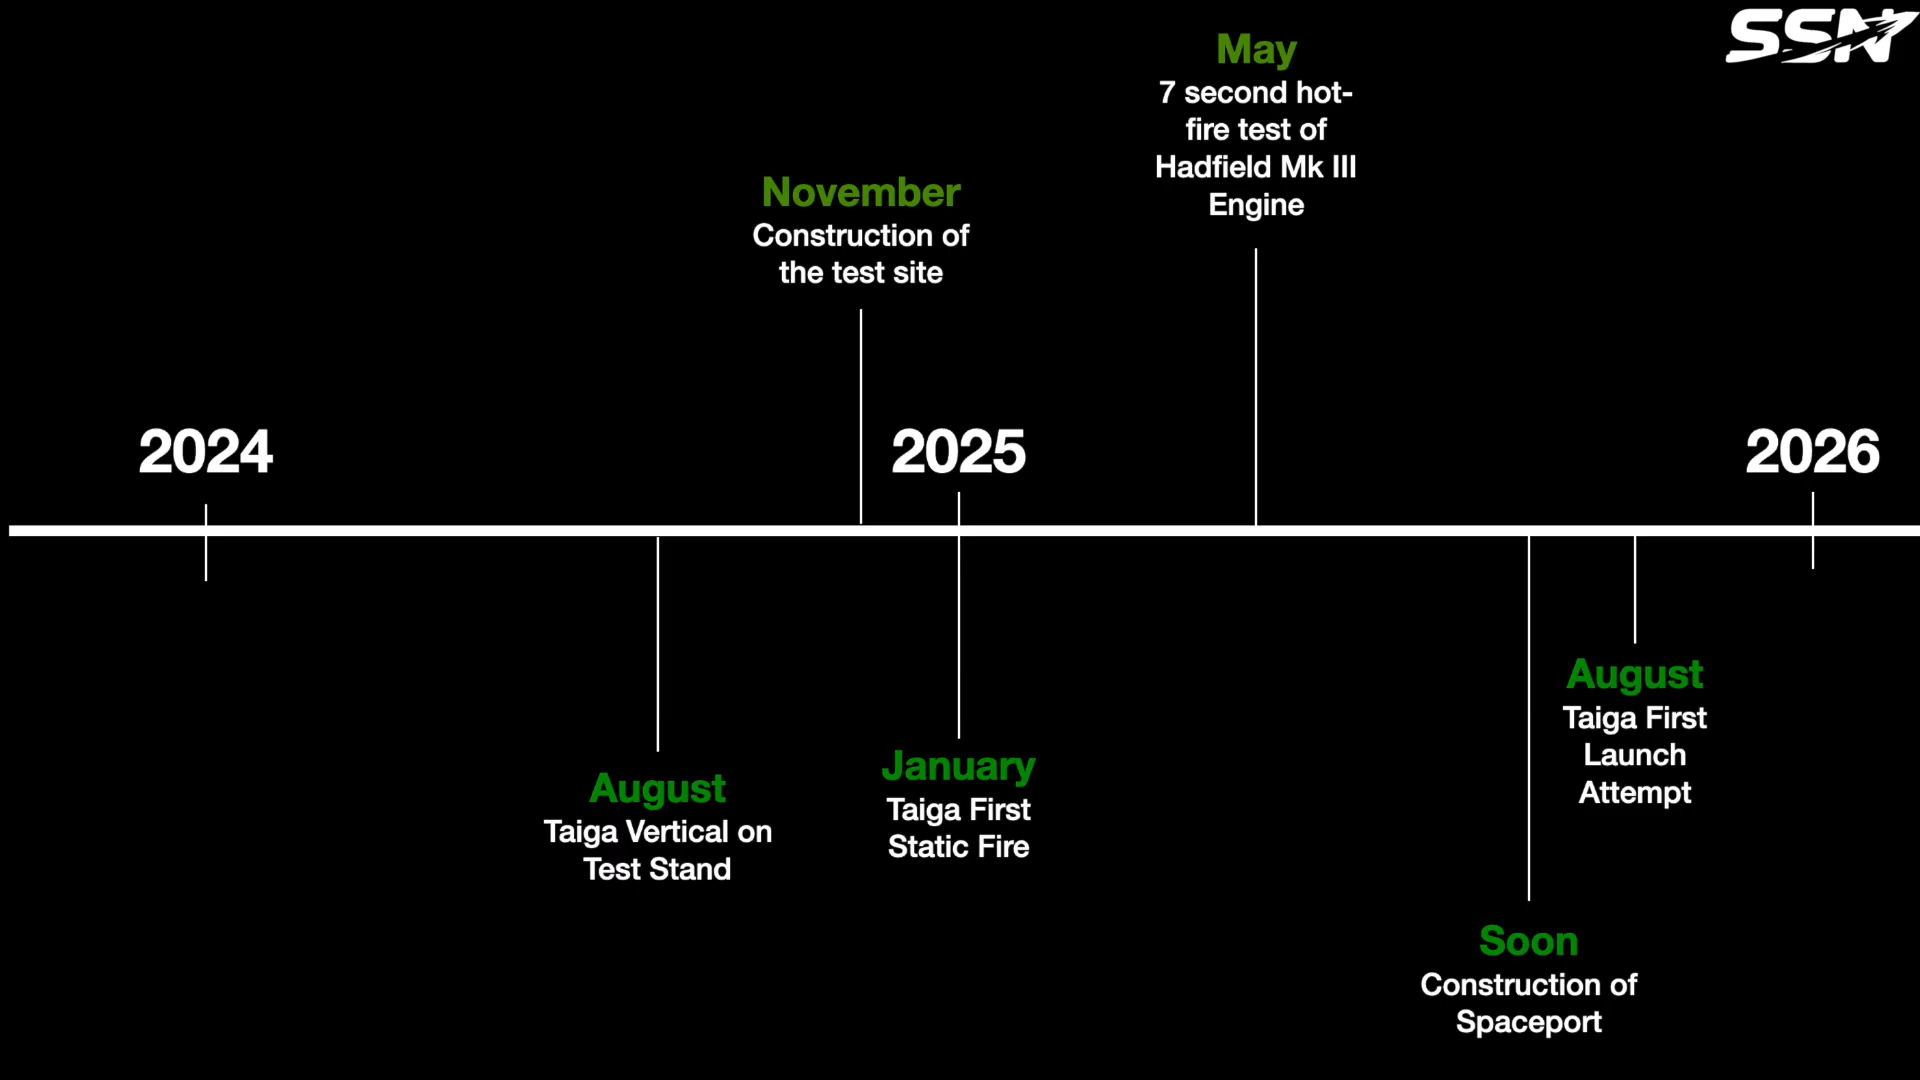 SSN
May
7 second hot-
fire test of
Hadfield Mk III
Engine
November
Construction of
the test site
2024
2025
2026
August
Taiga Vertical on
Test Stand
January
Taiga First
Static Fire
August
Taiga First
Launch
Attempt
Soon
Construction of
Spaceport